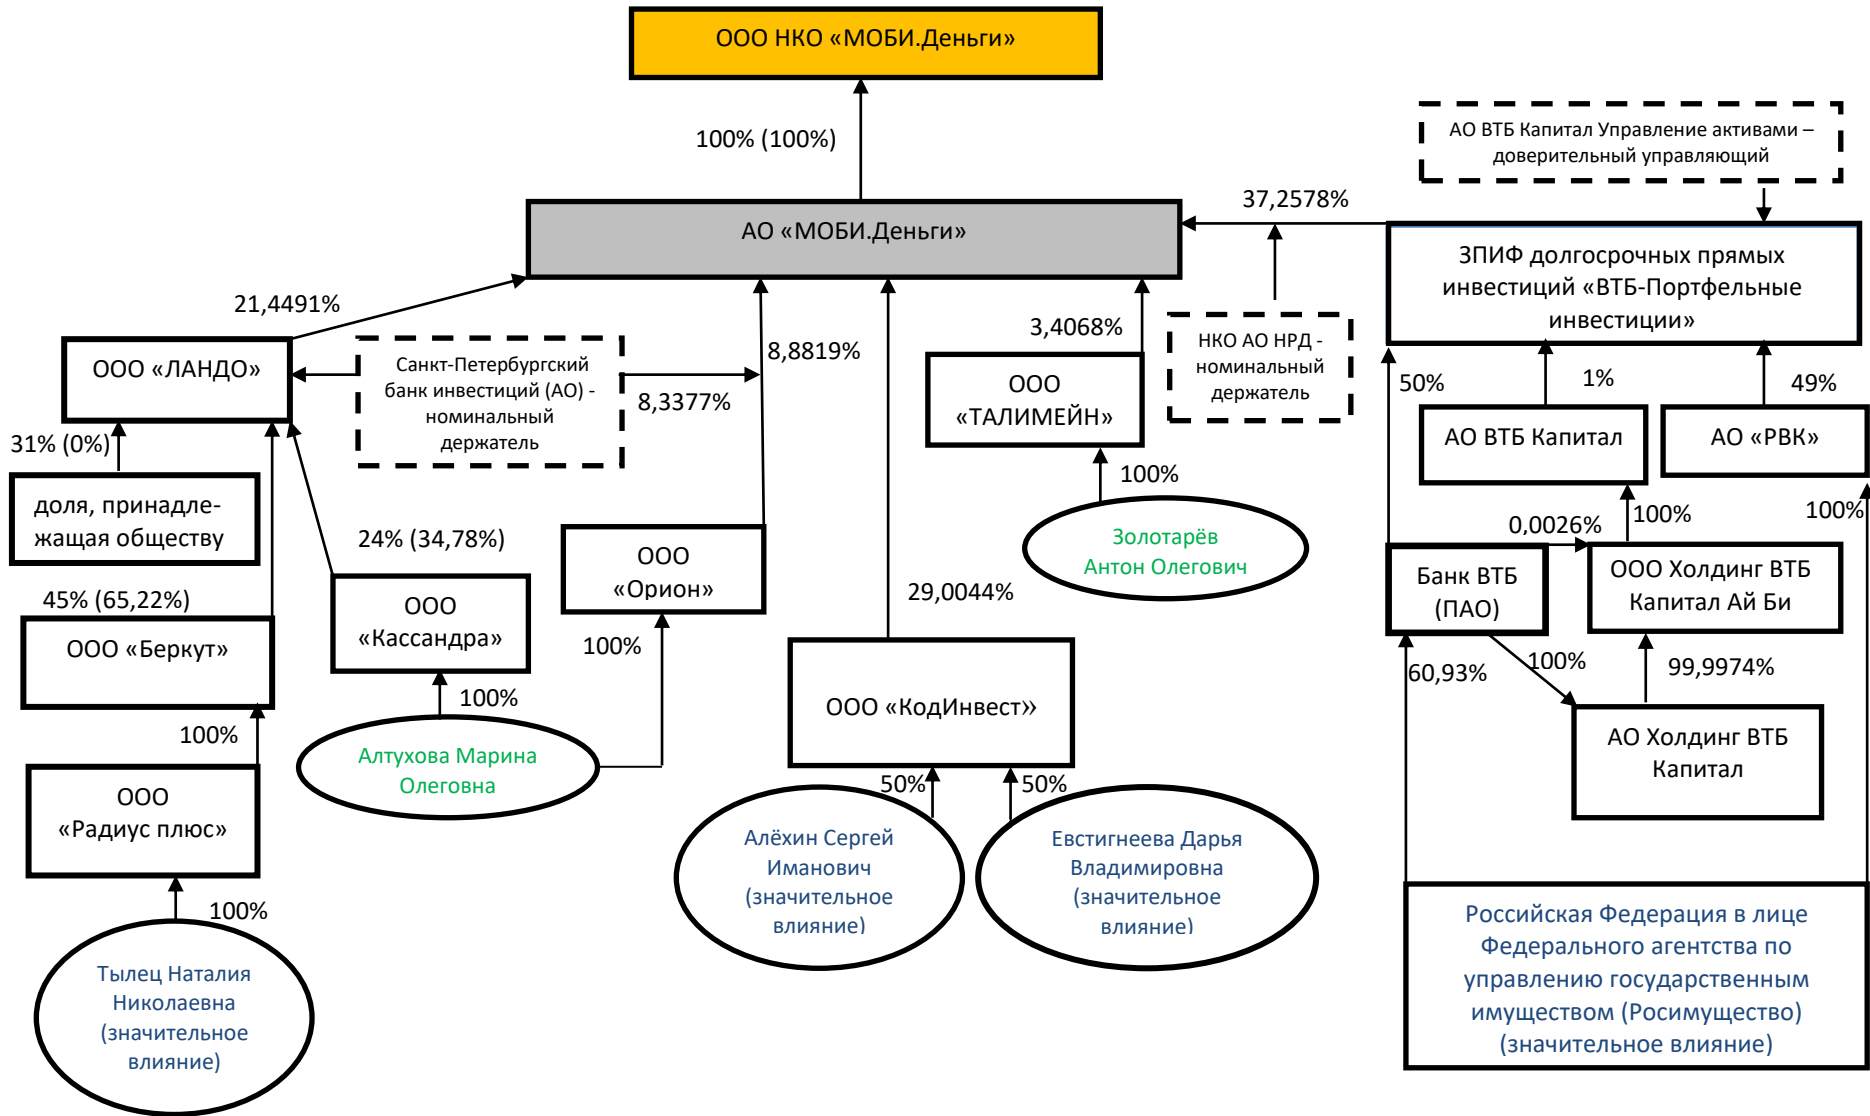 ООО НКО «МОБИ.Деньги»
100% (100%)
АО ВТБ Капитал Управление активами –
доверительный управляющий
АО «МОБИ.Деньги»
37,2578%
ЗПИФ долгосрочных прямых
инвестиций «ВТБ-Портфельные
инвестиции»
21,4491%
8,8819%
3,4068%
НКО АО НРД -
номинальный
держатель
ООО «ЛАНДО»
Санкт-Петербургский
банк инвестиций (АО) -
номинальный
держатель
8,3377%
ООО
«ТАЛИМЕЙН»
50%
1%
49%
АО ВТБ Капитал
АО «РВК»
31% (0%)
доля, принадле-
жащая обществу
24% (34,78%)
100%
Золотарёв
Антон Олегович
0,0026%
100%
100%
ООО
«Орион»
Банк ВТБ
(ПАО)
ООО Холдинг ВТБ
Капитал Ай Би
45% (65,22%)
ООО «Беркут»
ООО
«Кассандра»
100%
29,0044%
60,93%
100%
99,9974%
100%
100%
ООО «КодИнвест»
АО Холдинг ВТБ
Капитал
Алтухова Марина
Олеговна
ООО
«Радиус плюс»
50%
50%
Алёхин Сергей
Иманович
(значительное
влияние)
Евстигнеева Дарья
Владимировна
(значительное
влияние)
100%
Тылец Наталия
Николаевна
(значительное
влияние)
Российская Федерация в лице
Федерального агентства по
управлению государственным
имуществом (Росимущество)
(значительное влияние)